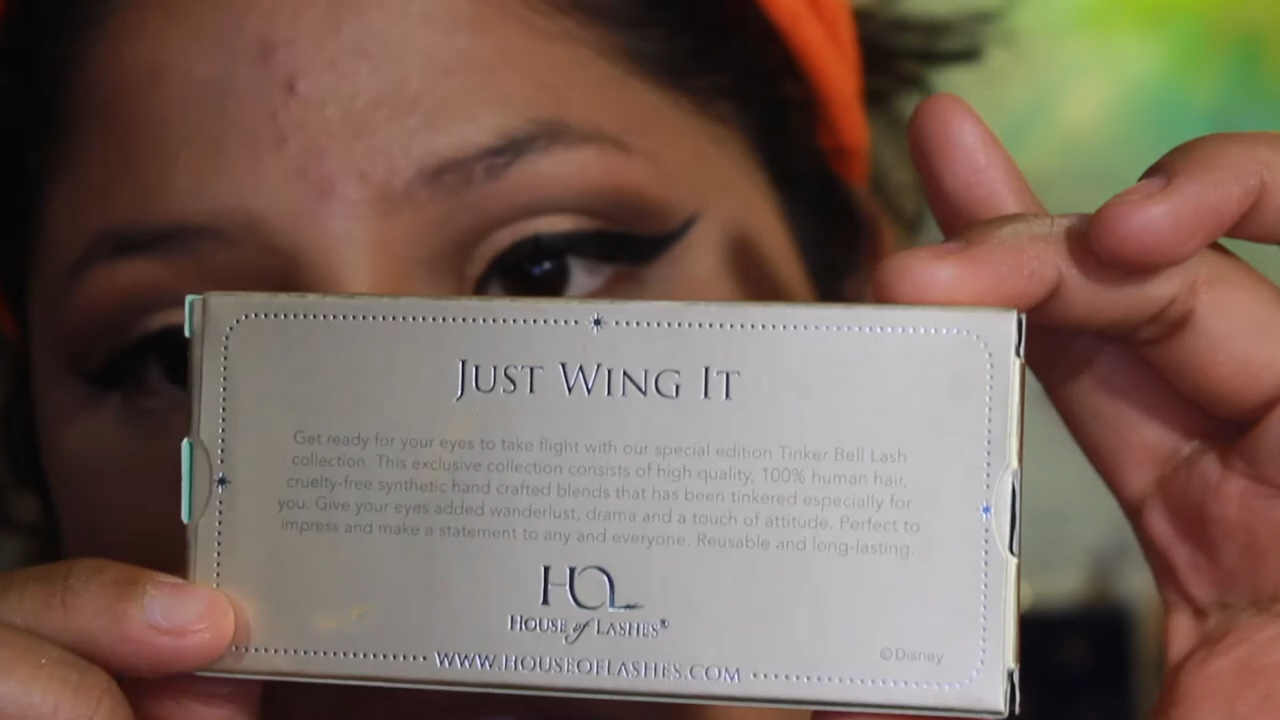 JUST WING IT
Get ready for your eyes to take flight with our special edition Tinker Bell Lash
collection. This exclusive collection consists of high quality, 100% human hair,
cruelty-free synthetic hand crafted blends that has been tinkered especially for
you. Give your eyes added wanderlust, drama and a touch of attitude. Perfect to
impress and make a statement to any and everyone. Reusable and long-lasting.
HOL
HOUSE of LASHES®
©Disney
WWW.HOUSEOFLASHES.COM